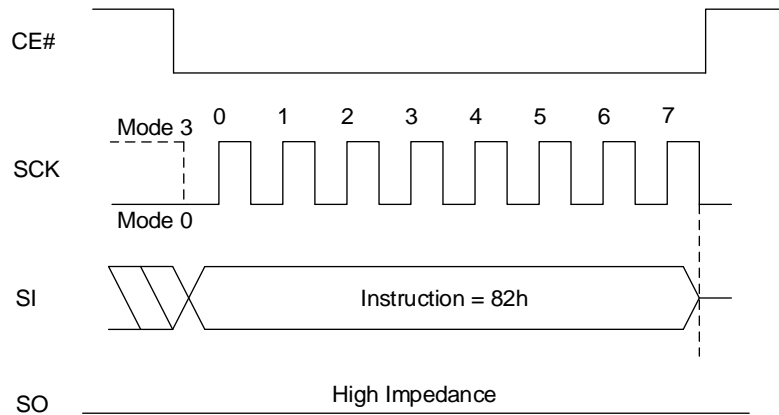 CE#
Mode 3
0 1 2 3 4 5 6 7
SCK
Mode 0
SI
Instruction = 82h
SO
High Impedance